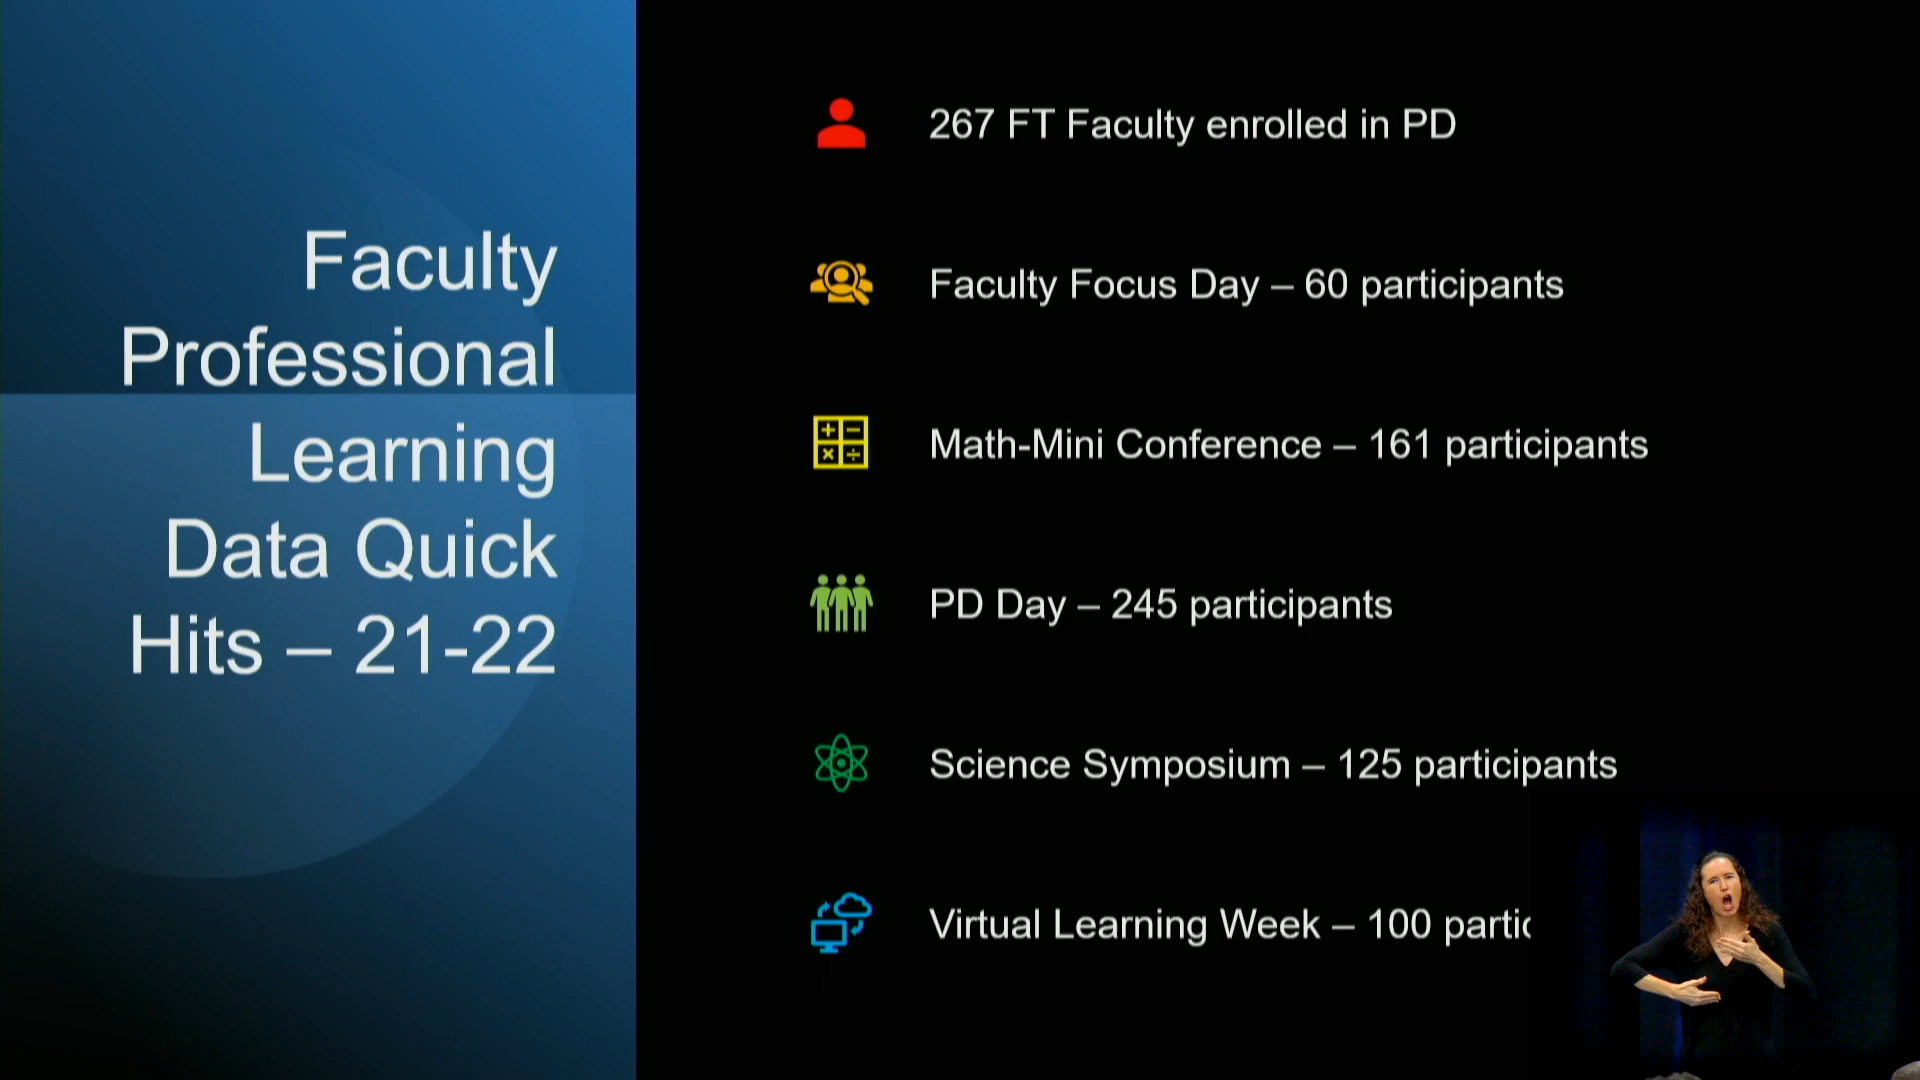 Faculty
Professional
Learning
Data Quick
Hits – 21-22
267 FT Faculty enrolled in PD
Faculty Focus Day – 60 participants
Math-Mini Conference – 161 participants
PD Day – 245 participants
Science Symposium – 125 participants
Virtual Learning Week – 100